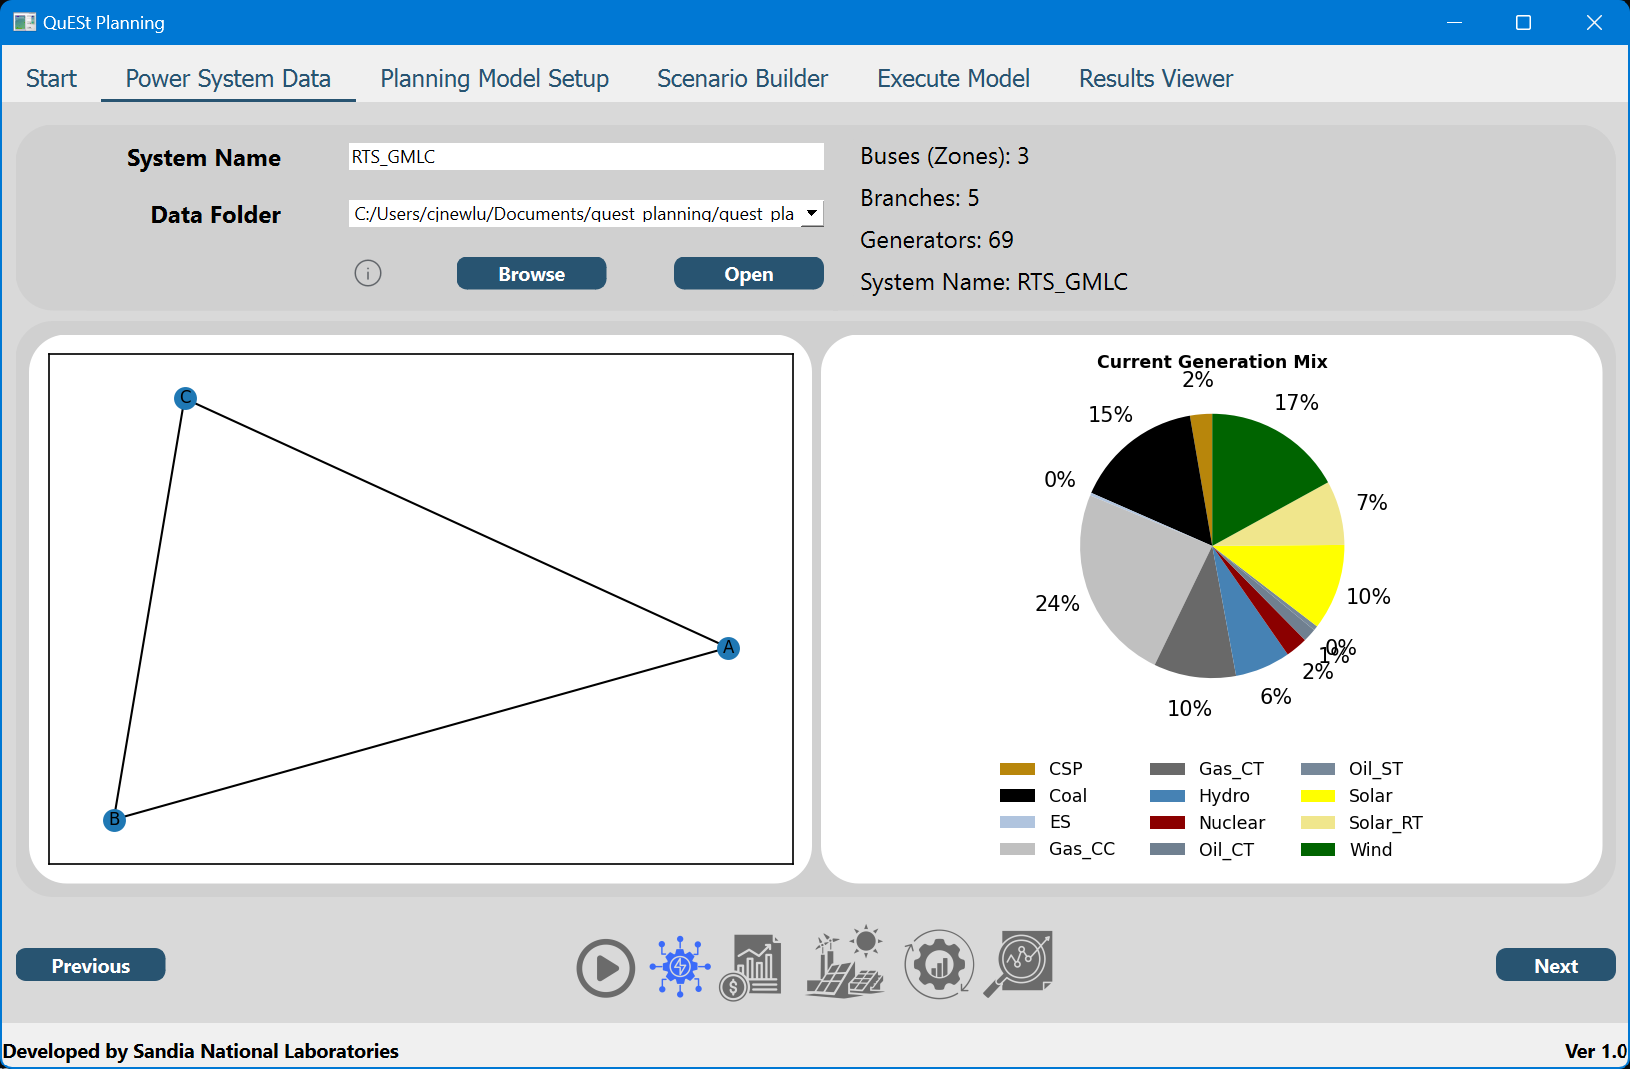 QuESt Planning
Start Power System Data Planning Model Setup Scenario Builder Execute Model Results Viewer
System Name RTS_GMLC
Data Folder C:/Users/cjnewlu/Documents/quest_planning/quest_pla
Browse Open
Buses (Zones): 3
Branches: 5
Generators: 69
System Name: RTS_GMLC
C
A
B
Current Generation Mix
2%
17%
15%
0%
7%
24%
10%
0%
1%
2%
6%
10%
CSP
Coal
ES
Gas_CC
Gas_CT
Hydro
Nuclear
Oil_CT
Oil_ST
Solar
Solar_RT
Wind
Previous
$
Next
Developed by Sandia National Laboratories
Ver 1.0